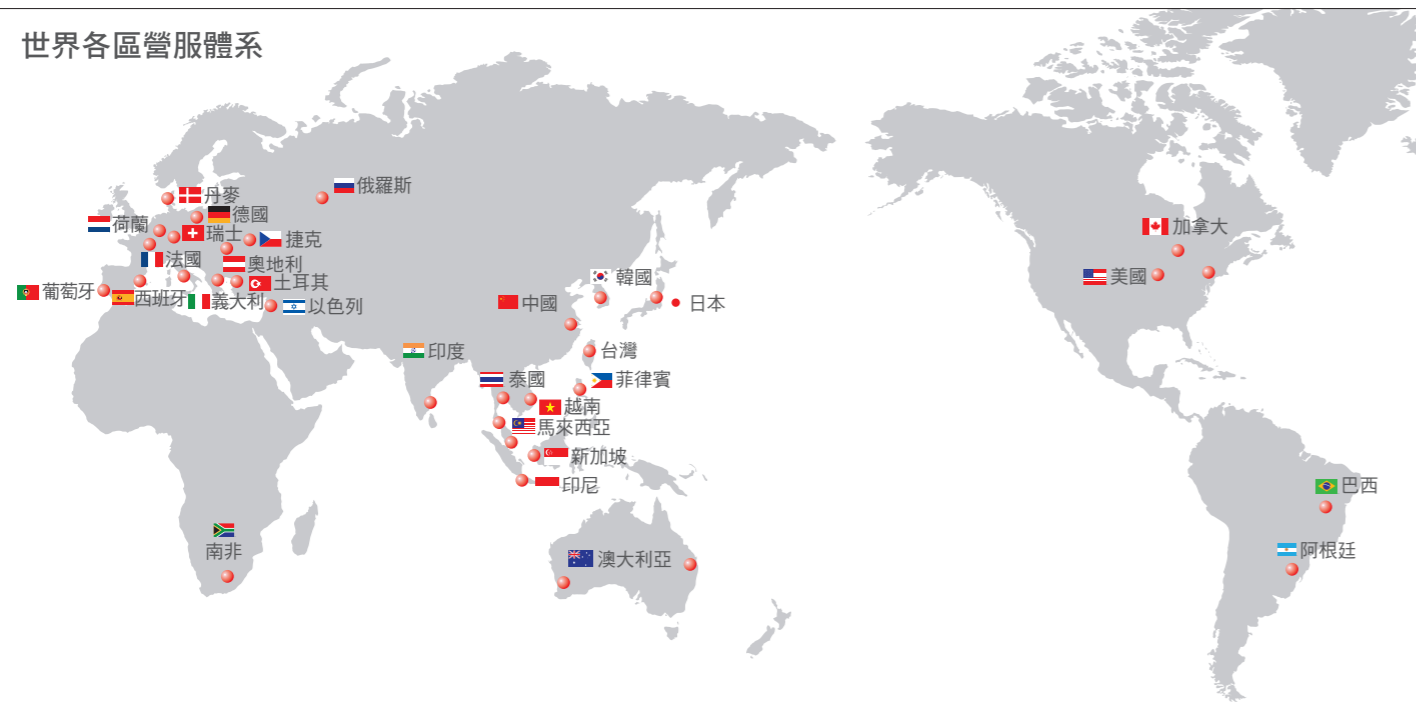 世界各區營服體系
俄羅斯
丹麥
德國
荷蘭
瑞士
捷克
法國
奧地利
土耳其
葡萄牙
西班牙
義大利
以色列
韓國
中國
日本
印度
台灣
泰國
菲律賓
越南
馬來西亞
新加坡
印尼
南非
澳大利亞
加拿大
美國
巴西
阿根廷